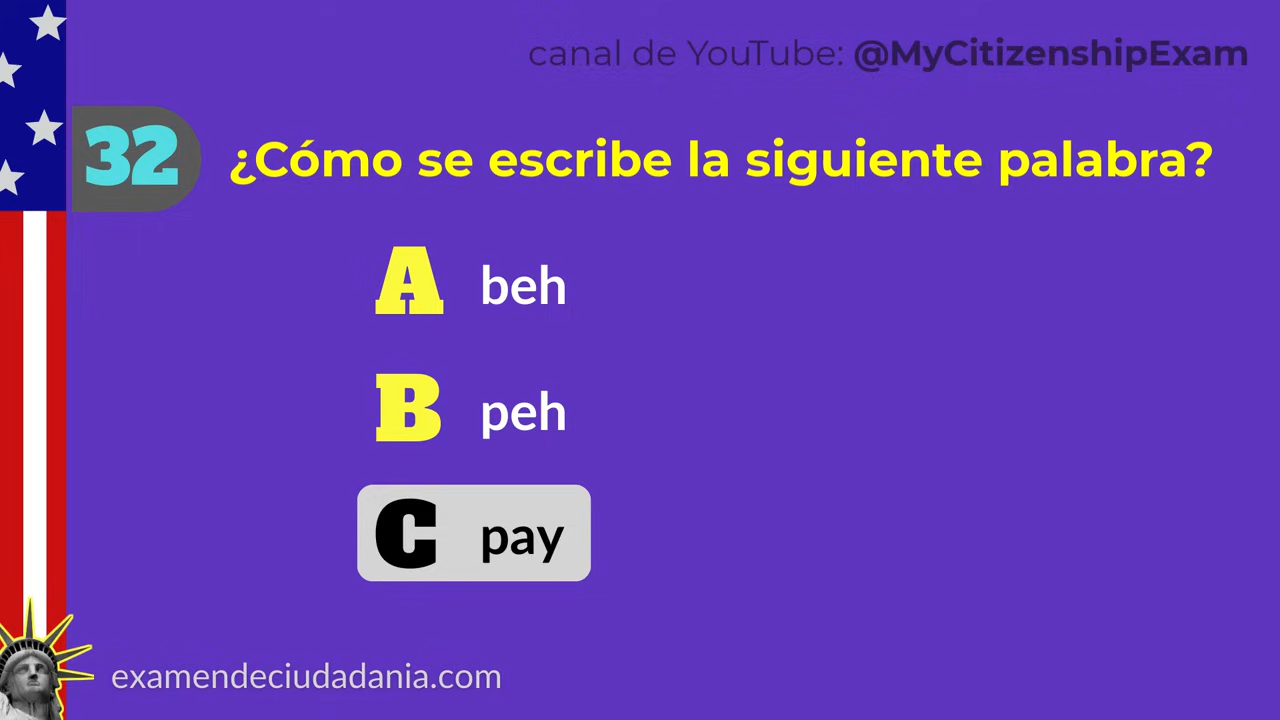 canal de YouTube: @MyCitizenshipExam
32 ¿Cómo se escribe la siguiente palabra?
A beh
B peh
C pay
examendeciudadania.com